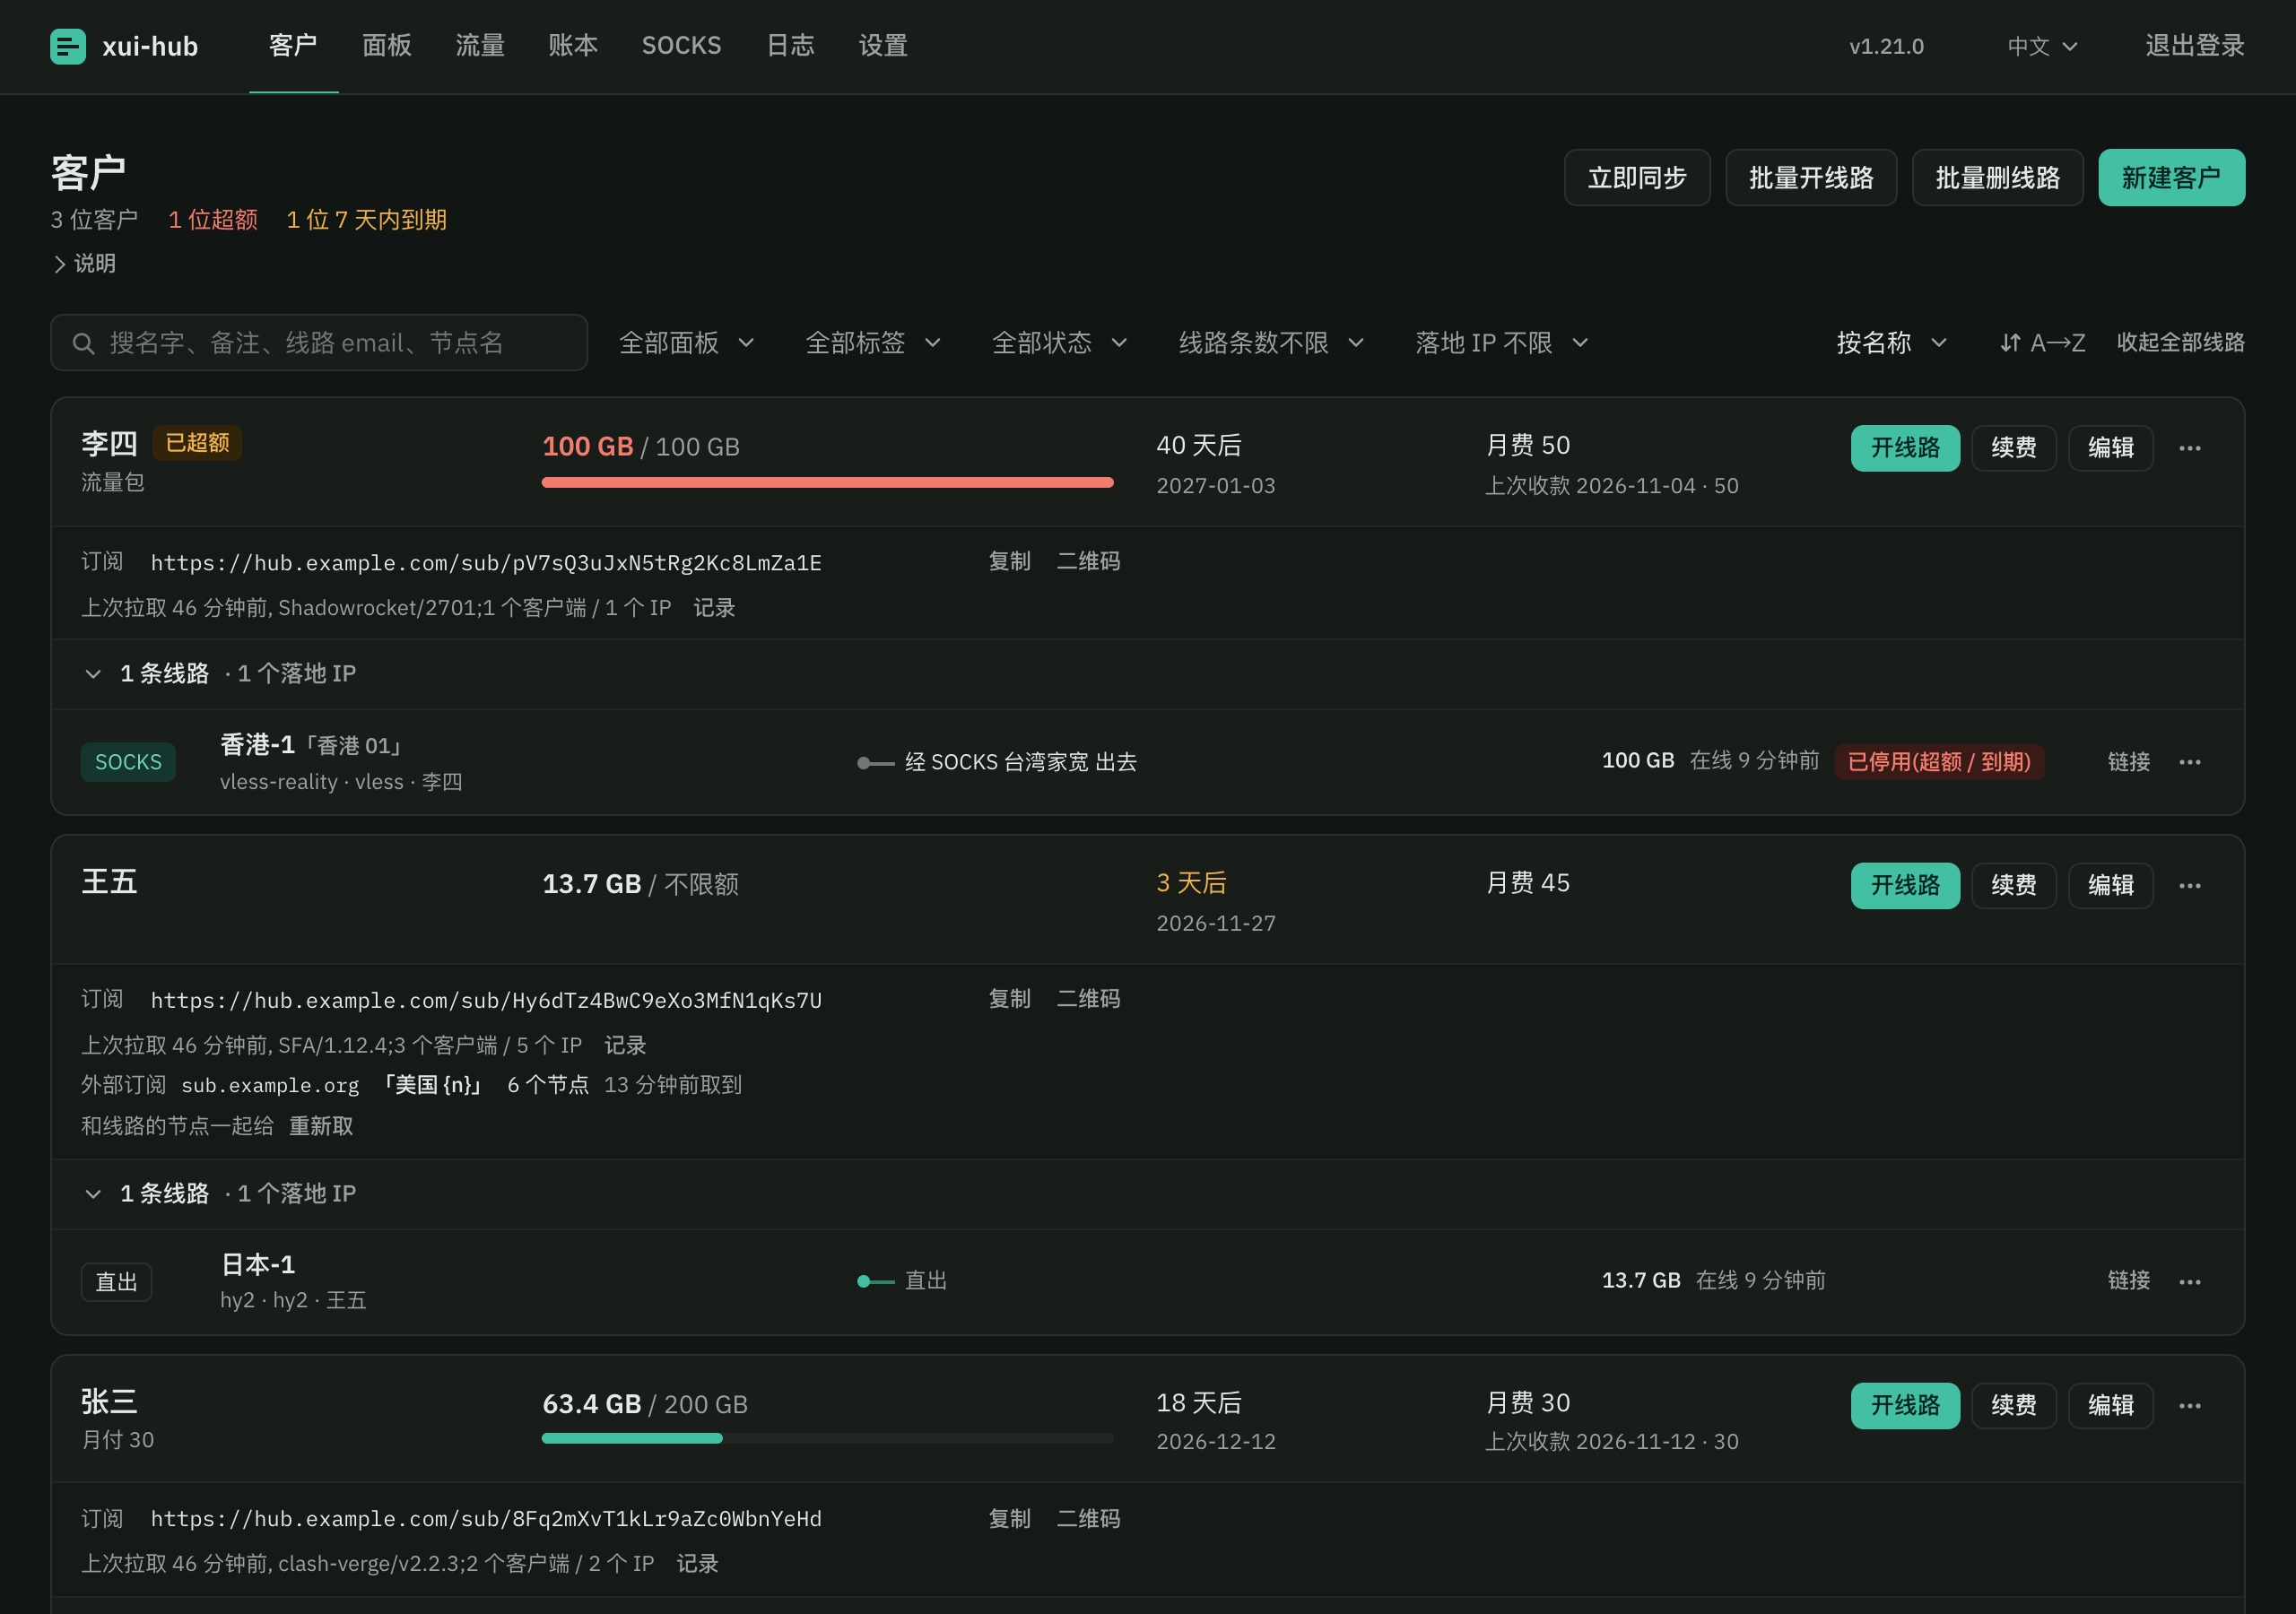 xui-hub 客户 面板 流量 账本 SOCKS 日志 设置 v1.21.0 中文 退出登录
客户 立即同步 批量开线路 批量删线路 新建客户
3 位客户 1 位超额 1 位 7 天内到期
说明
搜名字、备注、线路 email、节点名 全部面板 全部标签 全部状态 线路条数不限 落地 IP 不限 按名称 A→Z 收起全部线路
李四 已超额 100 GB / 100 GB 40 天后 月费 50 开线路 续费 编辑 ···
流量包 2027-01-03 上次收款 2026-11-04 · 50
订阅 https://hub.example.com/sub/pV7sQ3uJxN5tRg2Kc8LmZa1E 复制 二维码
上次拉取 46 分钟前, Shadowrocket/2701;1 个客户端 / 1 个 IP 记录
1 条线路 · 1 个落地 IP
SOCKS 香港-1「香港 01」 经 SOCKS 台湾家宽 出去 100 GB 在线 9 分钟前 已停用(超额 / 到期) 链接 ···
vless-reality · vless · 李四
王五 13.7 GB / 不限额 3 天后 月费 45 开线路 续费 编辑 ···
2026-11-27
订阅 https://hub.example.com/sub/Hy6dTz4BwC9eXo3MfN1qKs7U 复制 二维码
上次拉取 46 分钟前, SFA/1.12.4;3 个客户端 / 5 个 IP 记录
外部订阅 sub.example.org 「美国 {n}」 6 个节点 13 分钟前取到
和线路的节点一起给 重新取
1 条线路 · 1 个落地 IP
直出 日本-1 直出 13.7 GB 在线 9 分钟前 链接 ···
hy2 · hy2 · 王五
张三 63.4 GB / 200 GB 18 天后 月费 30 开线路 续费 编辑 ···
月付 30 2026-12-12 上次收款 2026-11-12 · 30
订阅 https://hub.example.com/sub/8Fq2mXvT1kLr9aZc0WbnYeHd 复制 二维码
上次拉取 46 分钟前, clash-verge/v2.2.3;2 个客户端 / 2 个 IP 记录